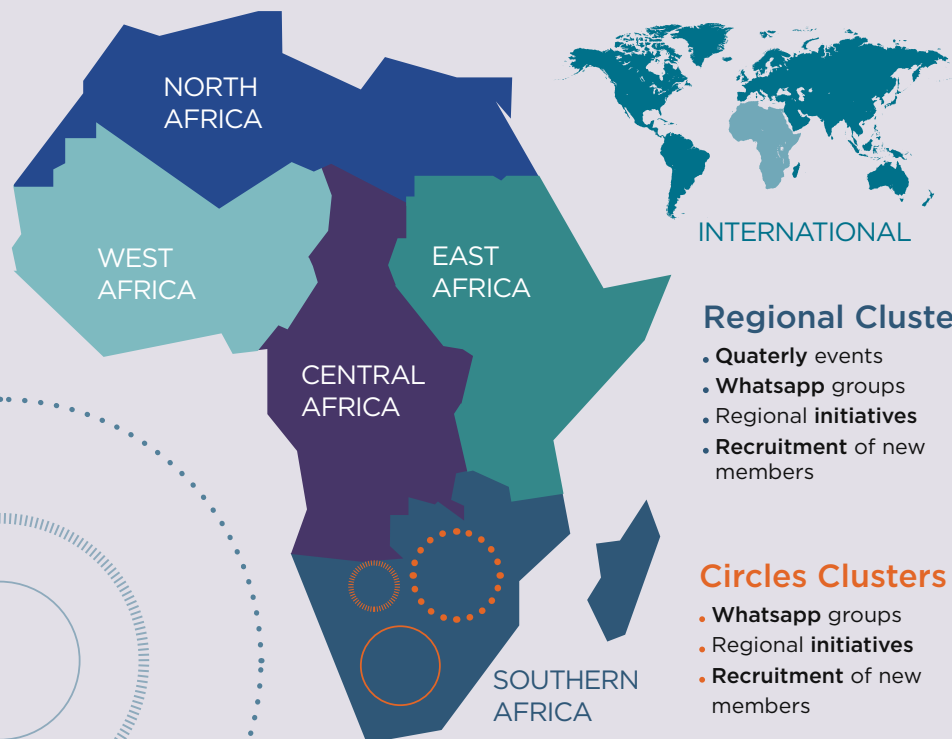 NORTH
AFRICA
WEST
AFRICA
EAST
AFRICA
CENTRAL
AFRICA
SOUTHERN
AFRICA
INTERNATIONAL
Regional Cluste
• Quaterly events
• Whatsapp groups
• Regional initiatives
• Recruitment of new
members
Circles Clusters
• Whatsapp groups
• Regional initiatives
• Recruitment of new
members